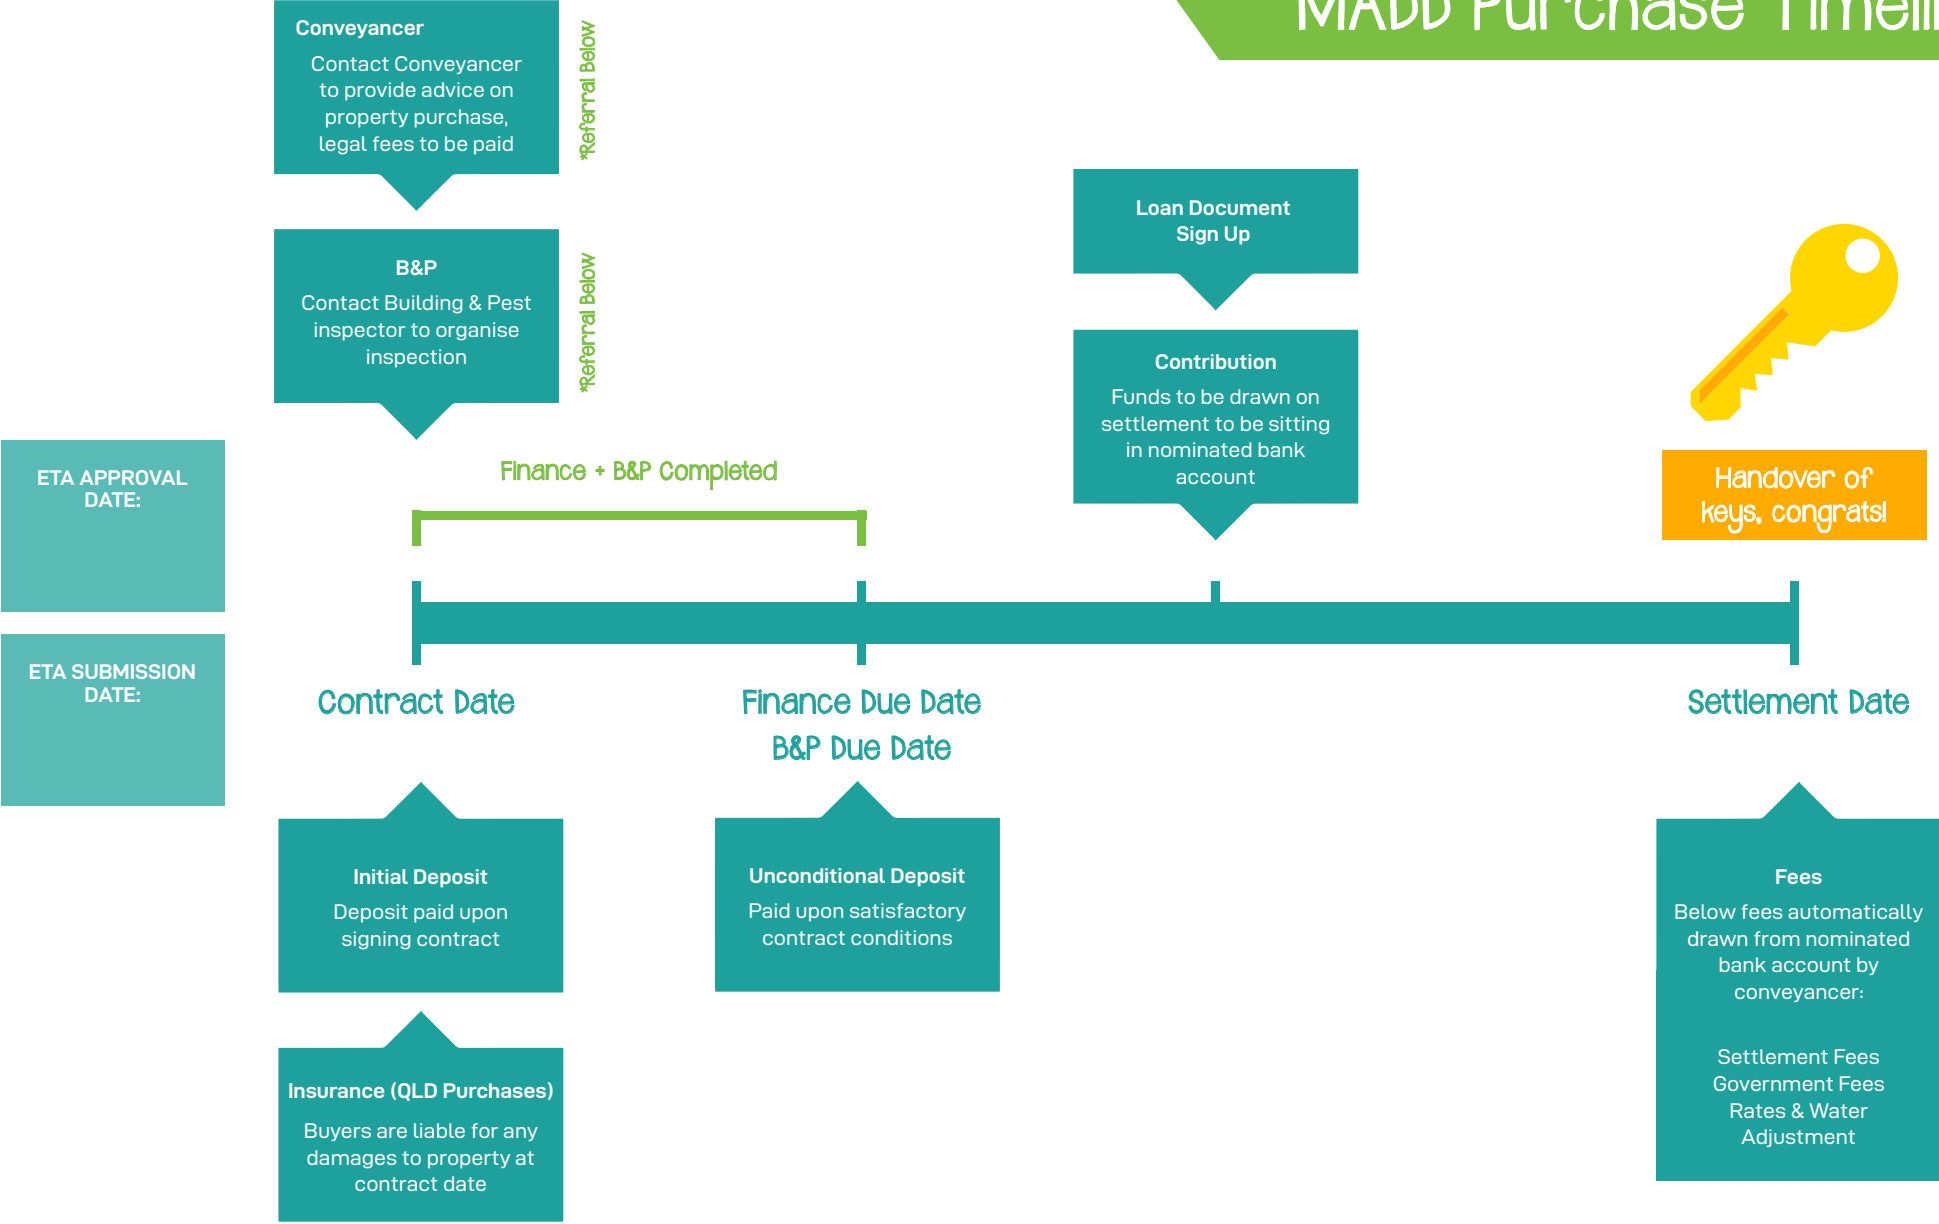 MADD Purchase
Conveyancer
Contact Conveyancer
to provide advice on
property purchase,
legal fees to be paid
*Referral Below
B&P
Contact Building & Pest
inspector to organise
inspection
*Referral Below
Loan Document
Sign Up
Contribution
Funds to be drawn on
settlement to be sitting
in nominated bank
account
Handover of
keys, congrats!
ETA APPROVAL
DATE:
Finance + B&P Completed
ETA SUBMISSION
DATE:
Contract Date
Finance Due Date
B&P Due Date
Settlement Date
Initial Deposit
Deposit paid upon
signing contract
Unconditional Deposit
Paid upon satisfactory
contract conditions
Fees
Below fees automatically
drawn from nominated
bank account by
conveyancer:
Settlement Fees
Government Fees
Rates & Water
Adjustment
Insurance (QLD Purchases)
Buyers are liable for any
damages to property at
contract date